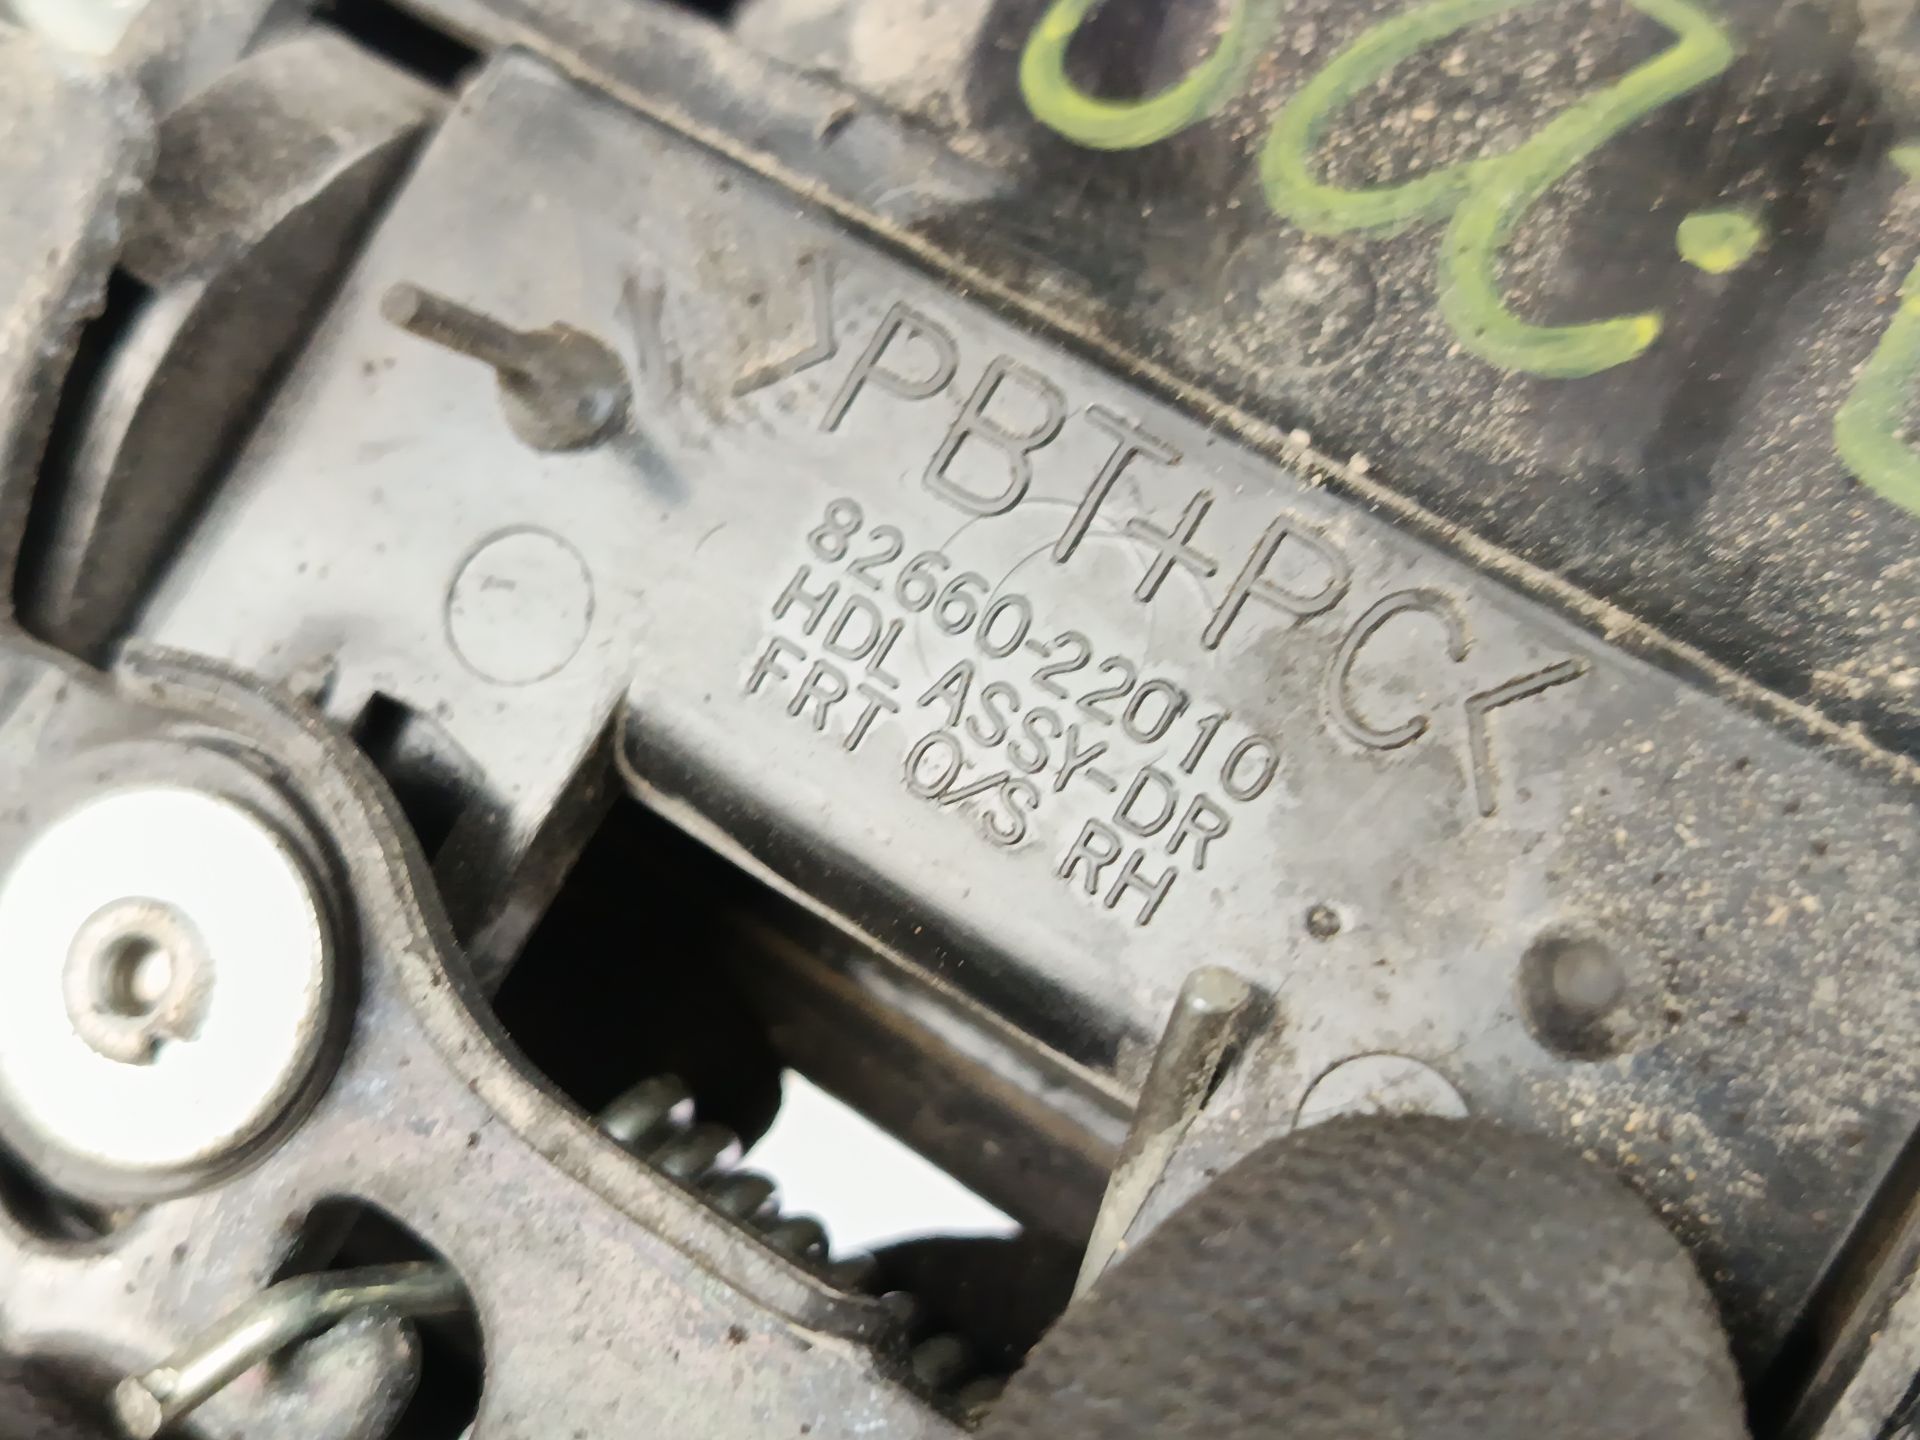 >PBT+PC<
82660-22010
HDL ASSY-DR
FRT O/S RH